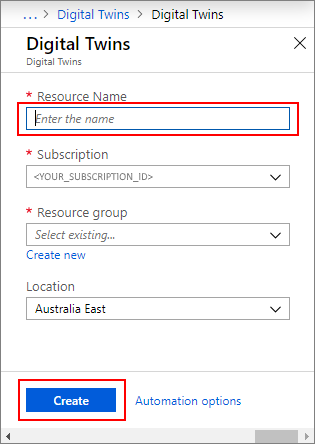 ... > Digital Twins > Digital Twins
Digital Twins
Digital Twins
* Resource Name
Enter the name
* Subscription
<YOUR_SUBSCRIPTION_ID>
* Resource group
Select existing...
Create new
Location
Australia East
Create Automation options